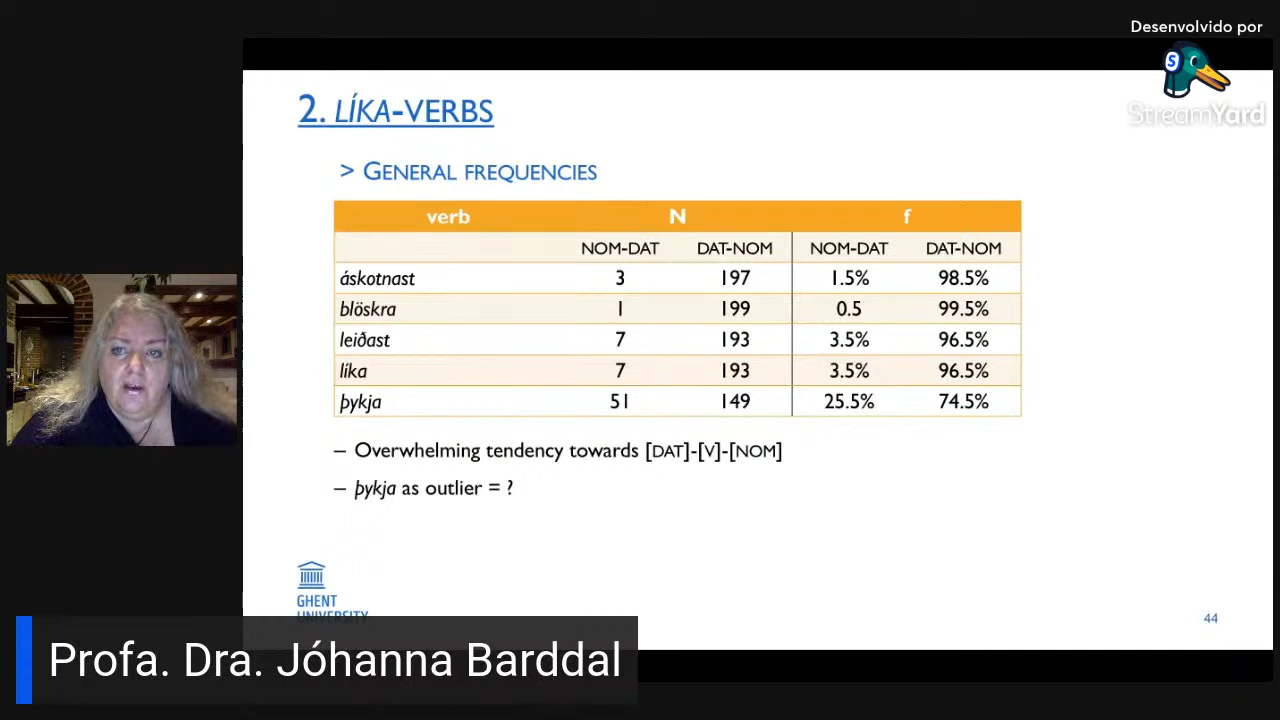 Desenvolvido por
S
StreamYard
2. LÍKA-VERBS
> GENERAL FREQUENCIES
verb N f
NOM-DAT DAT-NOM NOM-DAT DAT-NOM
áskotnast 3 197 1.5% 98.5%
blöskra 1 199 0.5 99.5%
leiðast 7 193 3.5% 96.5%
líka 7 193 3.5% 96.5%
þykja 51 149 25.5% 74.5%
– Overwhelming tendency towards [DAT]-[V]-[NOM]
– þykja as outlier = ?
GHENT
UNIVERSITY
44
Profa. Dra. Jóhanna Barddal